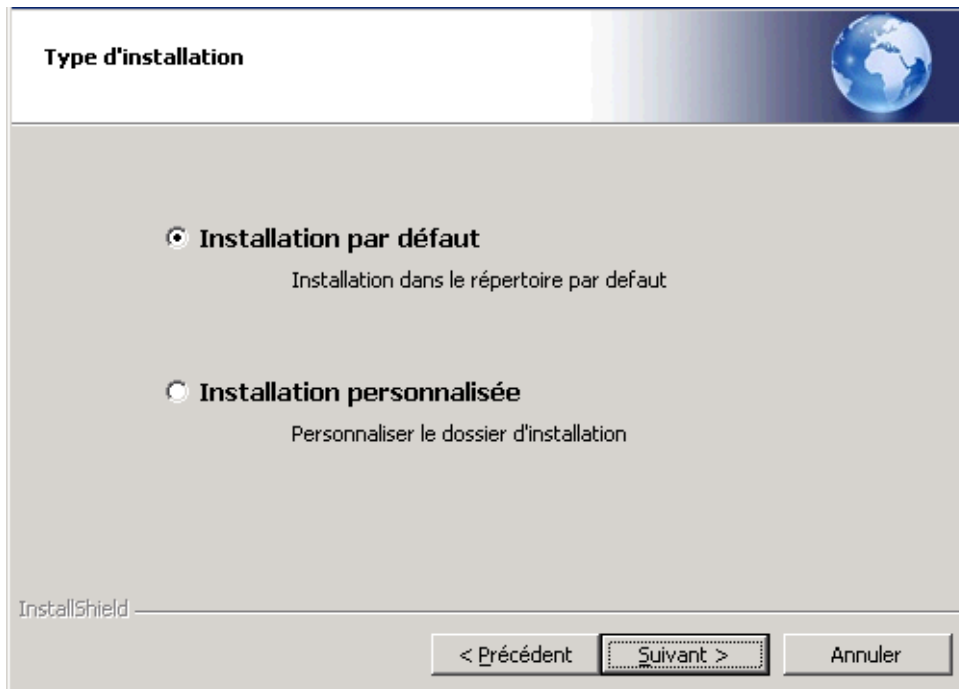 Type d'installation
Installation par défaut
Installation dans le répertoire par defaut
Installation personnalisée
Personnaliser le dossier d'installation
InstallShield
< Précédent
Suivant >
Annuler